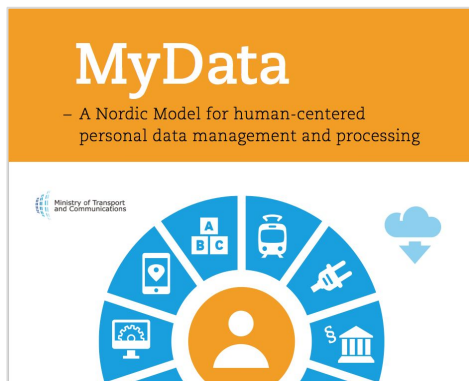 MyData
– A Nordic Model for human-centered
personal data management and processing
Ministry of Transport
and Communications
A
B C
§